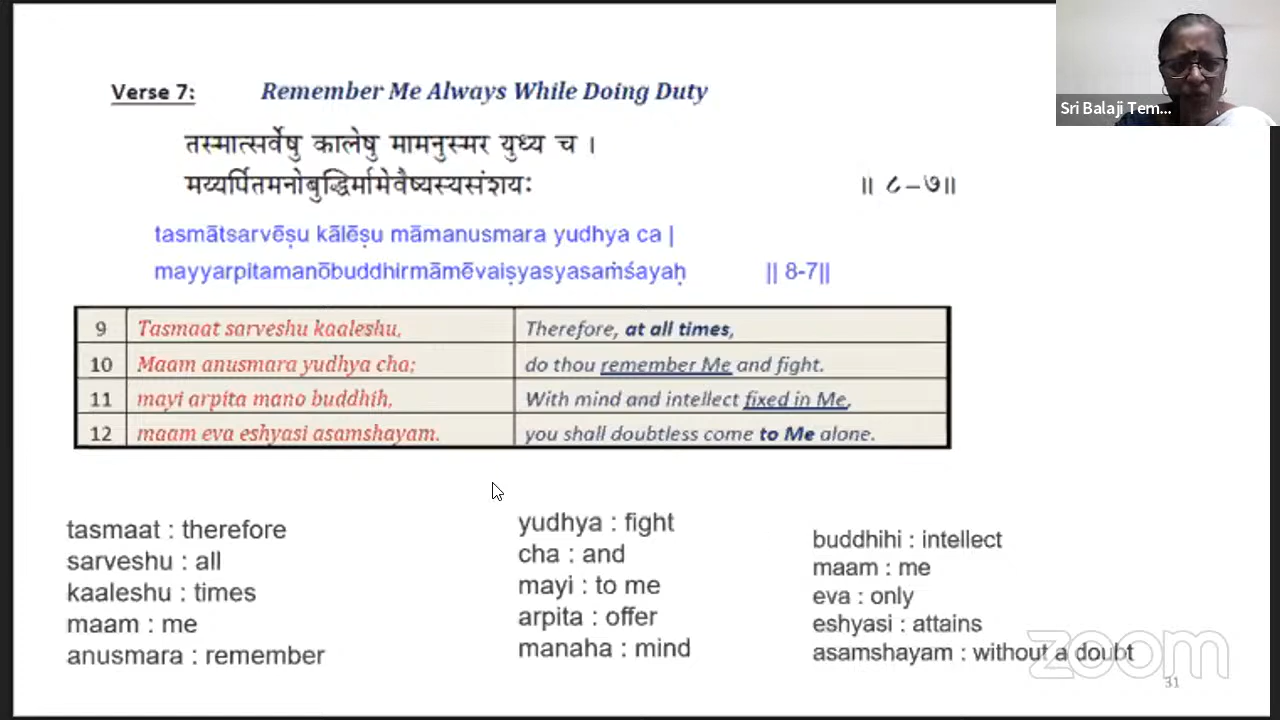 Verse 7: Remember Me Always While Doing Duty
तस्मात्सर्वेषु कालेषु मामनुस्मर युध्य च ।
मय्यर्पितमनोबुद्धिर्मामेवैष्यस्यसंशयः ॥ ८-७॥
tasmātsarvēṣu kālēṣu māmanusmara yudhya ca |
mayyarpitamanōbuddhirmāmēvaiṣyasyasaṁśayaḥ || 8-7||
9 Tasmaat sarveshu kaaleshu, Therefore, at all times,
10 Maam anusmara yudhya cha; do thou remember Me and fight.
11 mayi arpita mano buddhih, With mind and intellect fixed in Me,
12 maam eva eshyasi asamshayam. you shall doubtless come to Me alone.
tasmaat : therefore
sarveshu : all
kaaleshu : times
maam : me
anusmara : remember
yudhya : fight
cha : and
mayi : to me
arpita : offer
manaha : mind
buddhihi : intellect
maam : me
eva : only
eshyasi : attains
asamshayam : without a doubt
zoom
31
Sri Balaji Tem...